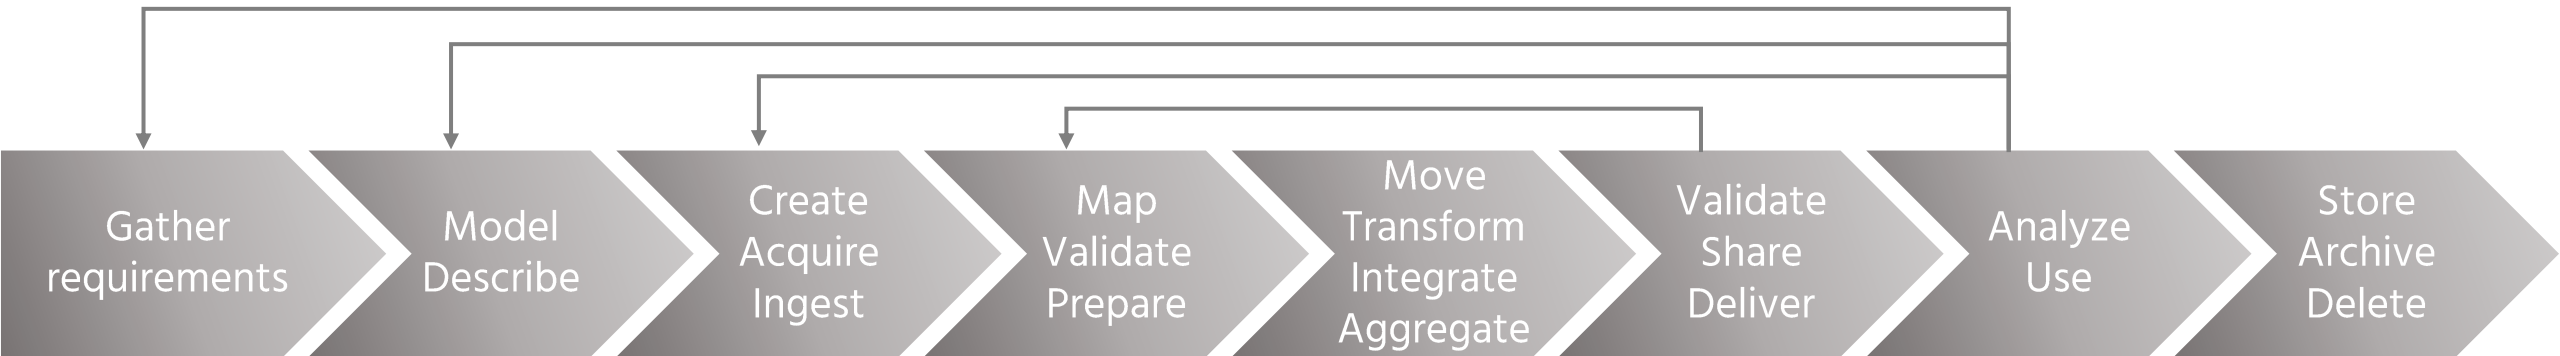 Gather
requirements
Model
Describe
Create
Acquire
Ingest
Map
Validate
Prepare
Move
Transform
Integrate
Aggregate
Validate
Share
Deliver
Analyze
Use
Store
Archive
Delete